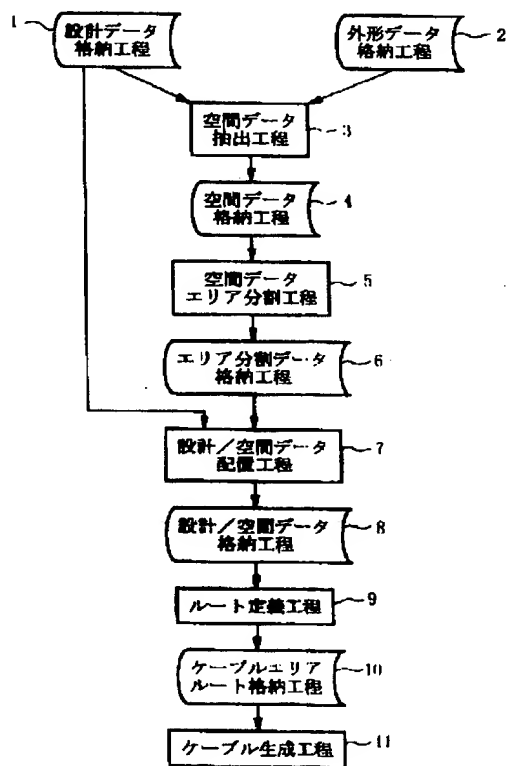 1
設計データ
格納工程
外形データ
格納工程
2
空間データ
抽出工程
3
空間データ
格納工程
4
空間データ
エリア分割工程
5
エリア分割データ
格納工程
6
設計/空間データ
配置工程
7
設計/空間データ
格納工程
8
ルート定義工程
9
ケーブルエリア
ルート格納工程
10
ケーブル生成工程
11